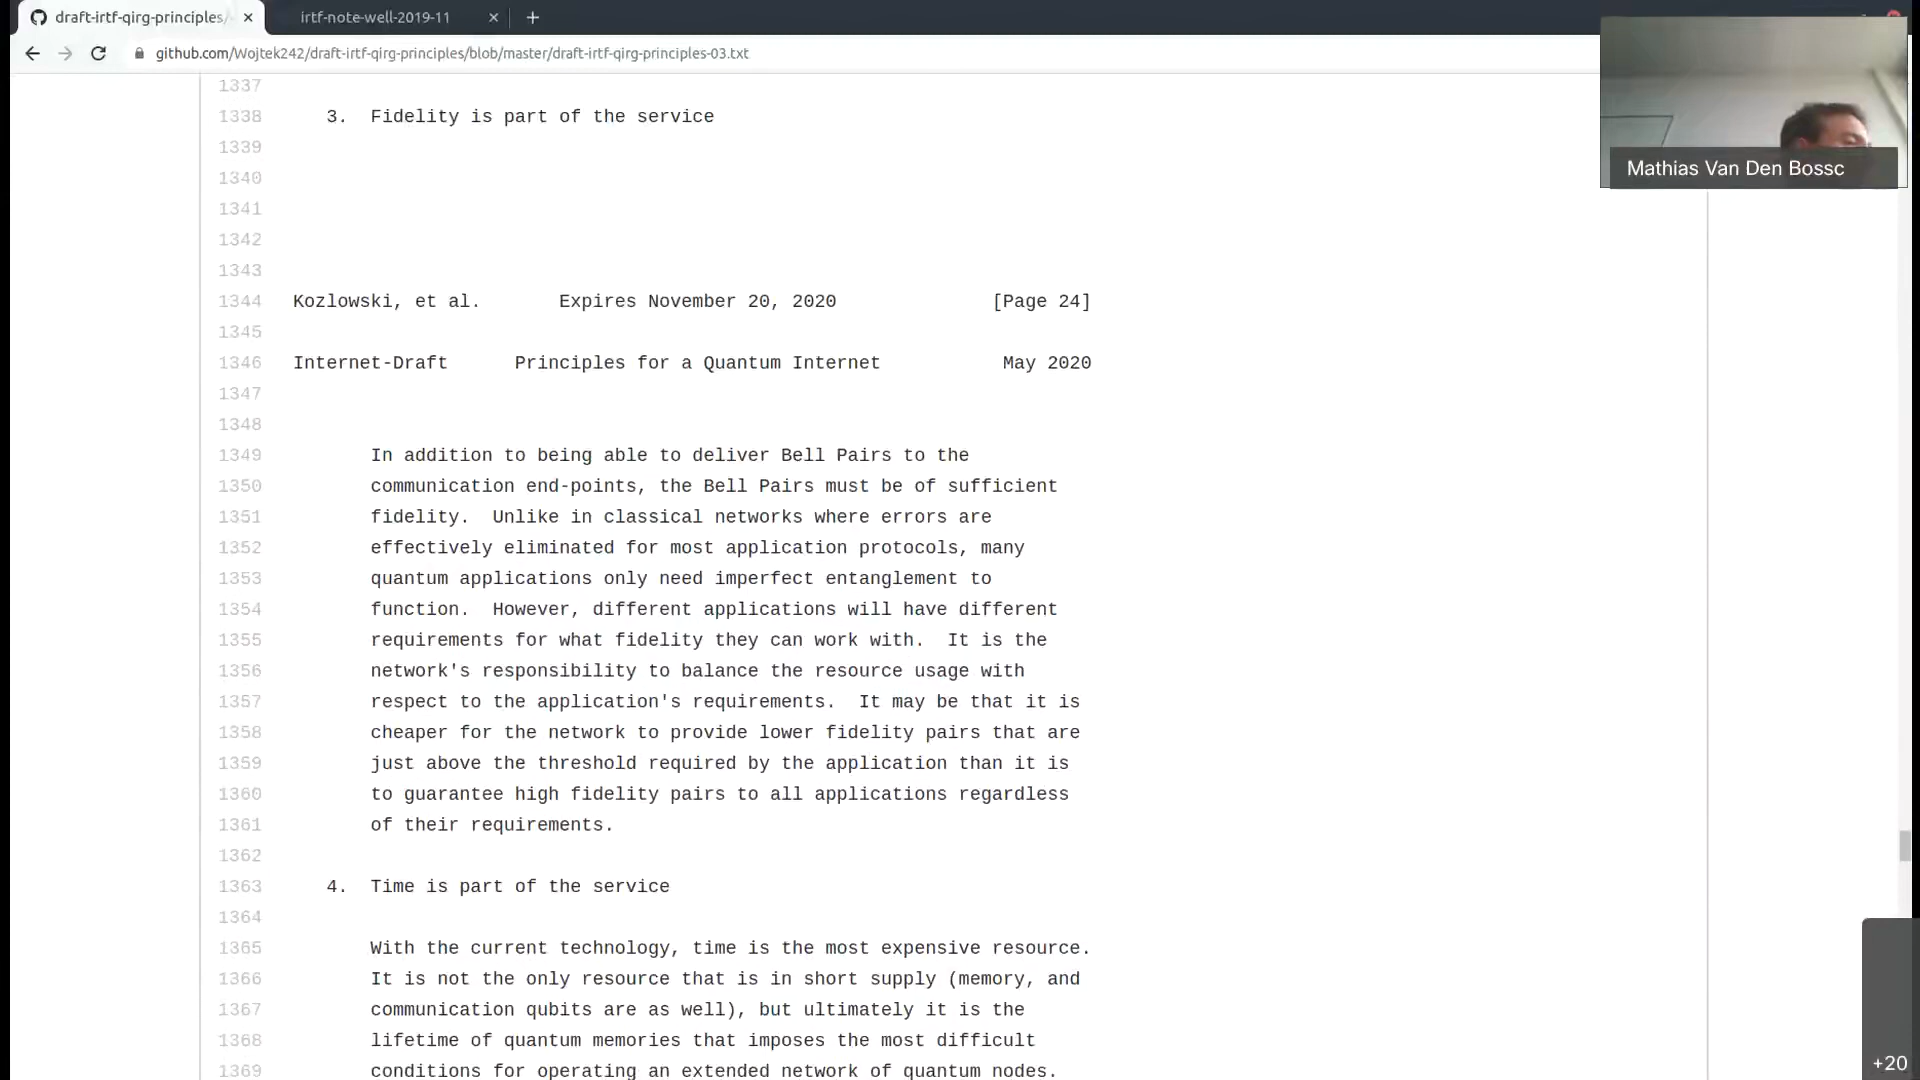 draft-irtf-qirg-principles/
irtf-note-well-2019-11
github.com/Wojtek242/draft-irtf-qirg-principles/blob/master/draft-irtf-qirg-principles-03.txt
Mathias Van Den Bossc
1337
1338 3. Fidelity is part of the service
1339
1340
1341
1342
1343
1344 Kozlowski, et al. Expires November 20, 2020 [Page 24]
1345
1346 Internet-Draft Principles for a Quantum Internet May 2020
1347
1348
1349 In addition to being able to deliver Bell Pairs to the
1350 communication end-points, the Bell Pairs must be of sufficient
1351 fidelity. Unlike in classical networks where errors are
1352 effectively eliminated for most application protocols, many
1353 quantum applications only need imperfect entanglement to
1354 function. However, different applications will have different
1355 requirements for what fidelity they can work with. It is the
1356 network's responsibility to balance the resource usage with
1357 respect to the application's requirements. It may be that it is
1358 cheaper for the network to provide lower fidelity pairs that are
1359 just above the threshold required by the application than it is
1360 to guarantee high fidelity pairs to all applications regardless
1361 of their requirements.
1362
1363 4. Time is part of the service
1364
1365 With the current technology, time is the most expensive resource.
1366 It is not the only resource that is in short supply (memory, and
1367 communication qubits are as well), but ultimately it is the
1368 lifetime of quantum memories that imposes the most difficult
1369 conditions for operating an extended network of quantum nodes.
+20